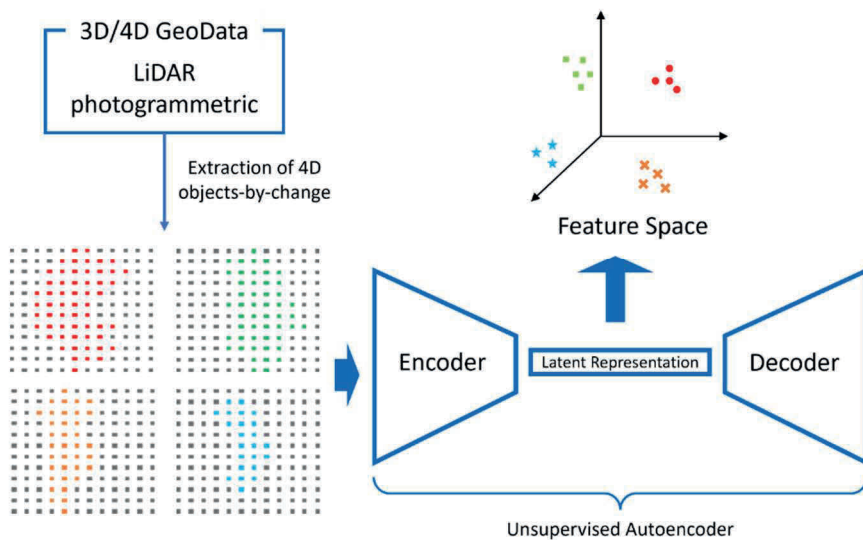 3D/4D GeoData
LiDAR
photogrammetric
Extraction of 4D
objects-by-change
Feature Space
Encoder
Latent Representation
Decoder
Unsupervised Autoencoder